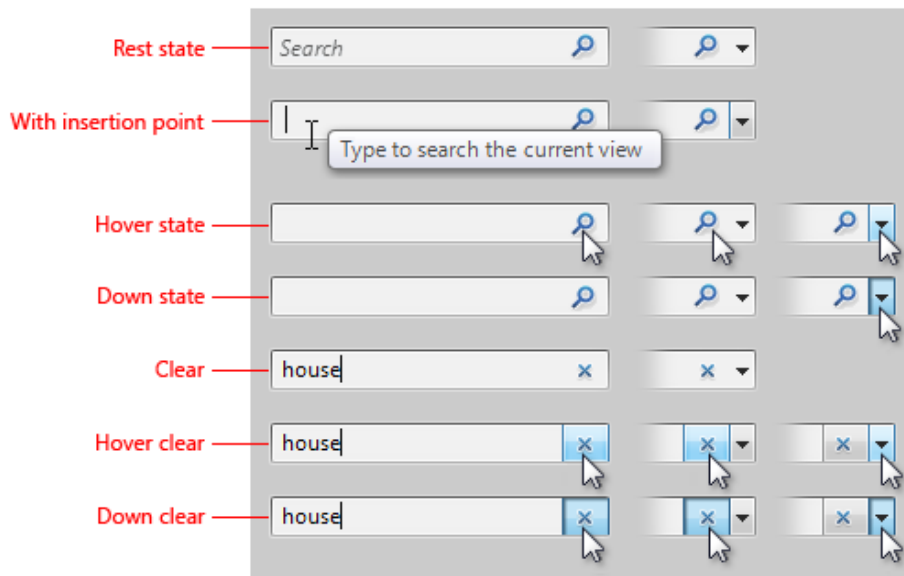 Rest state
Search
With insertion point
Type to search the current view
Hover state
Down state
Clear
house
Hover clear
house
Down clear
house